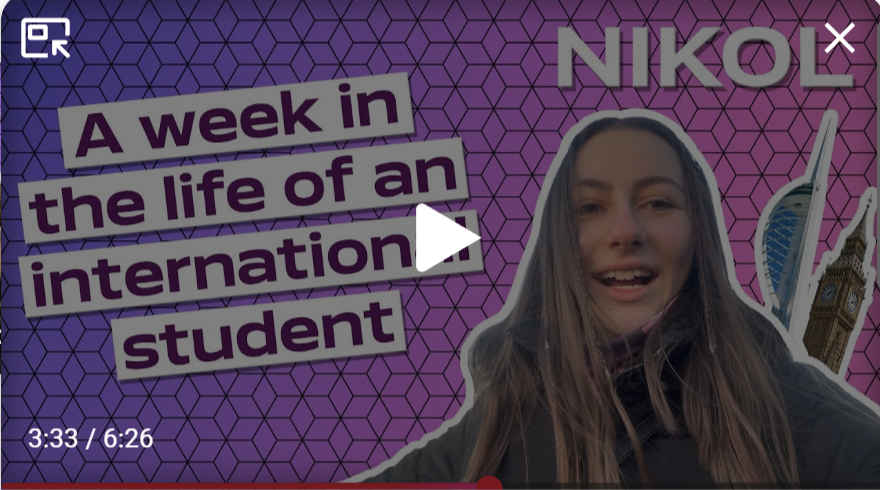 NIKOL
A week in
the life of an
international
student
3:33 / 6:26